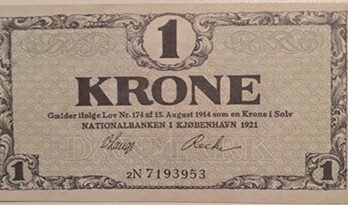 1
KRONE
Gælder ifølge Lov Nr. 174 af 15. August 1914 som en Krone i Sølv
NATIONALBANKEN I KJØBENHAVN 1921
DANMARK
1 2N 7193953 1